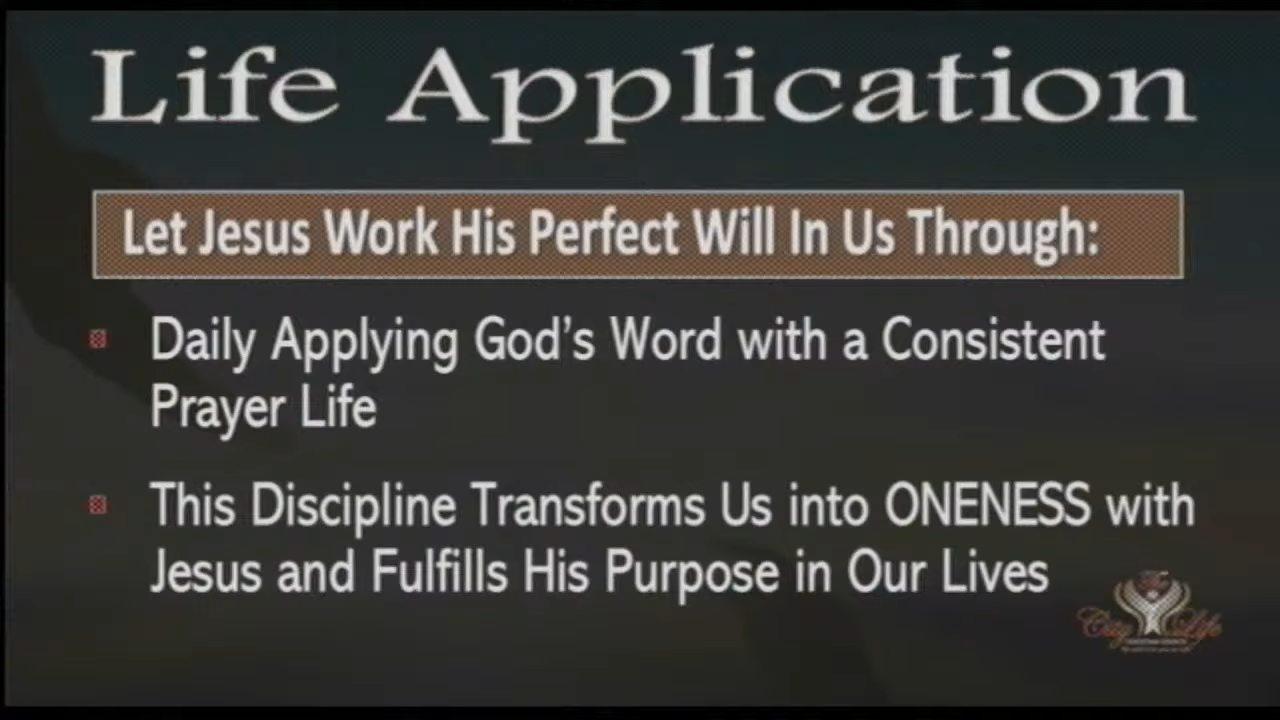 Life Application
Let Jesus Work His Perfect Will In Us Through:
Daily Applying God's Word with a Consistent
Prayer Life
This Discipline Transforms Us into ONENESS with
Jesus and Fulfills His Purpose in Our Lives
City Life